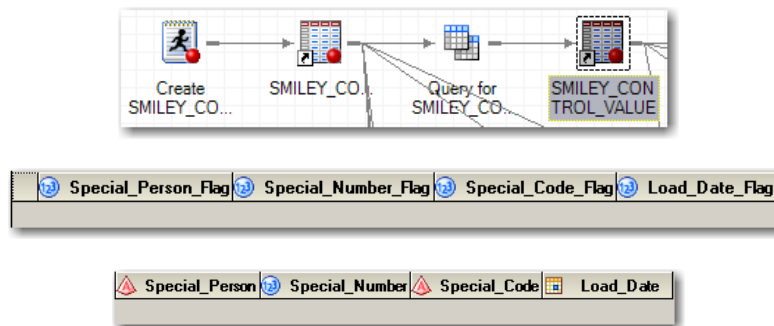 Create SMILEY_CO... SMILEY_CO... Query for SMILEY_CO... SMILEY_CON TROL_VALUE
Special_Person_Flag Special_Number_Flag Special_Code_Flag Load_Date_Flag
Special_Person Special_Number Special_Code Load_Date